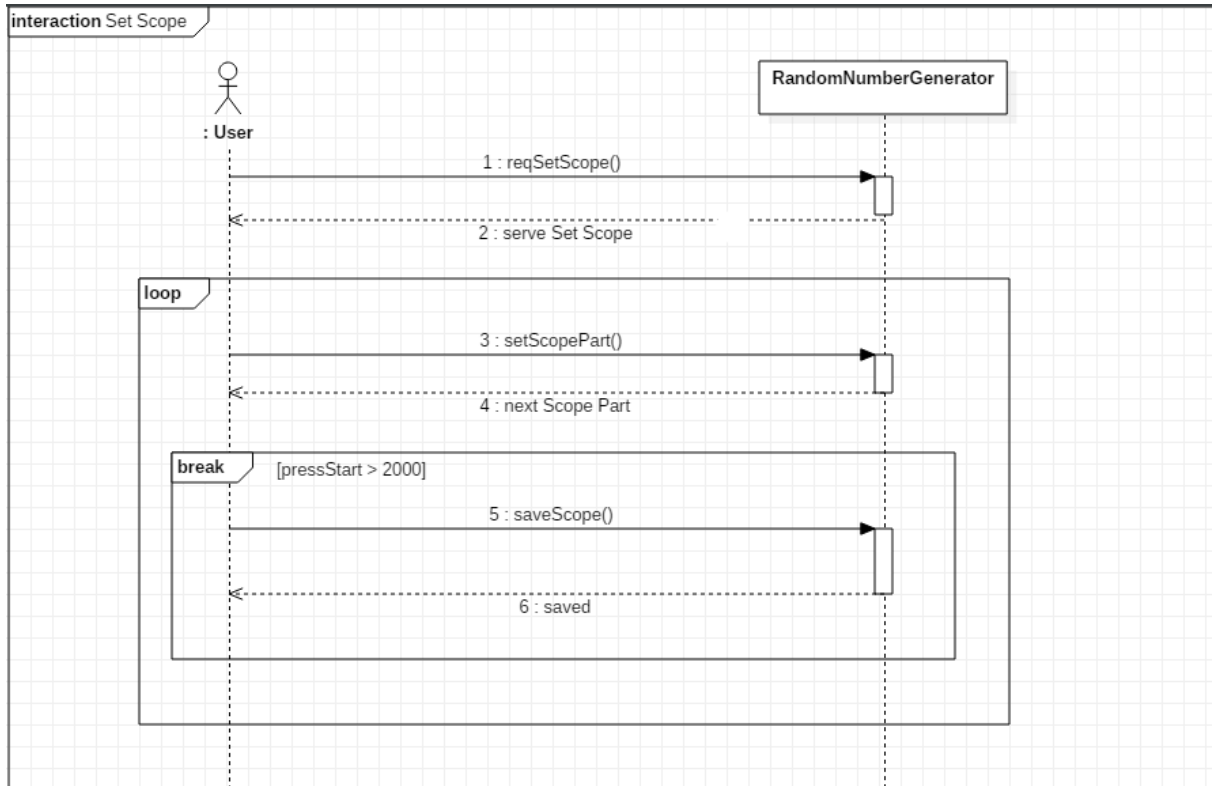 interaction Set Scope
RandomNumberGenerator
: User
1 : reqSetScope()
2 : serve Set Scope
loop
3 : setScopePart()
4 : next Scope Part
break [pressStart > 2000]
5 : saveScope()
6 : saved